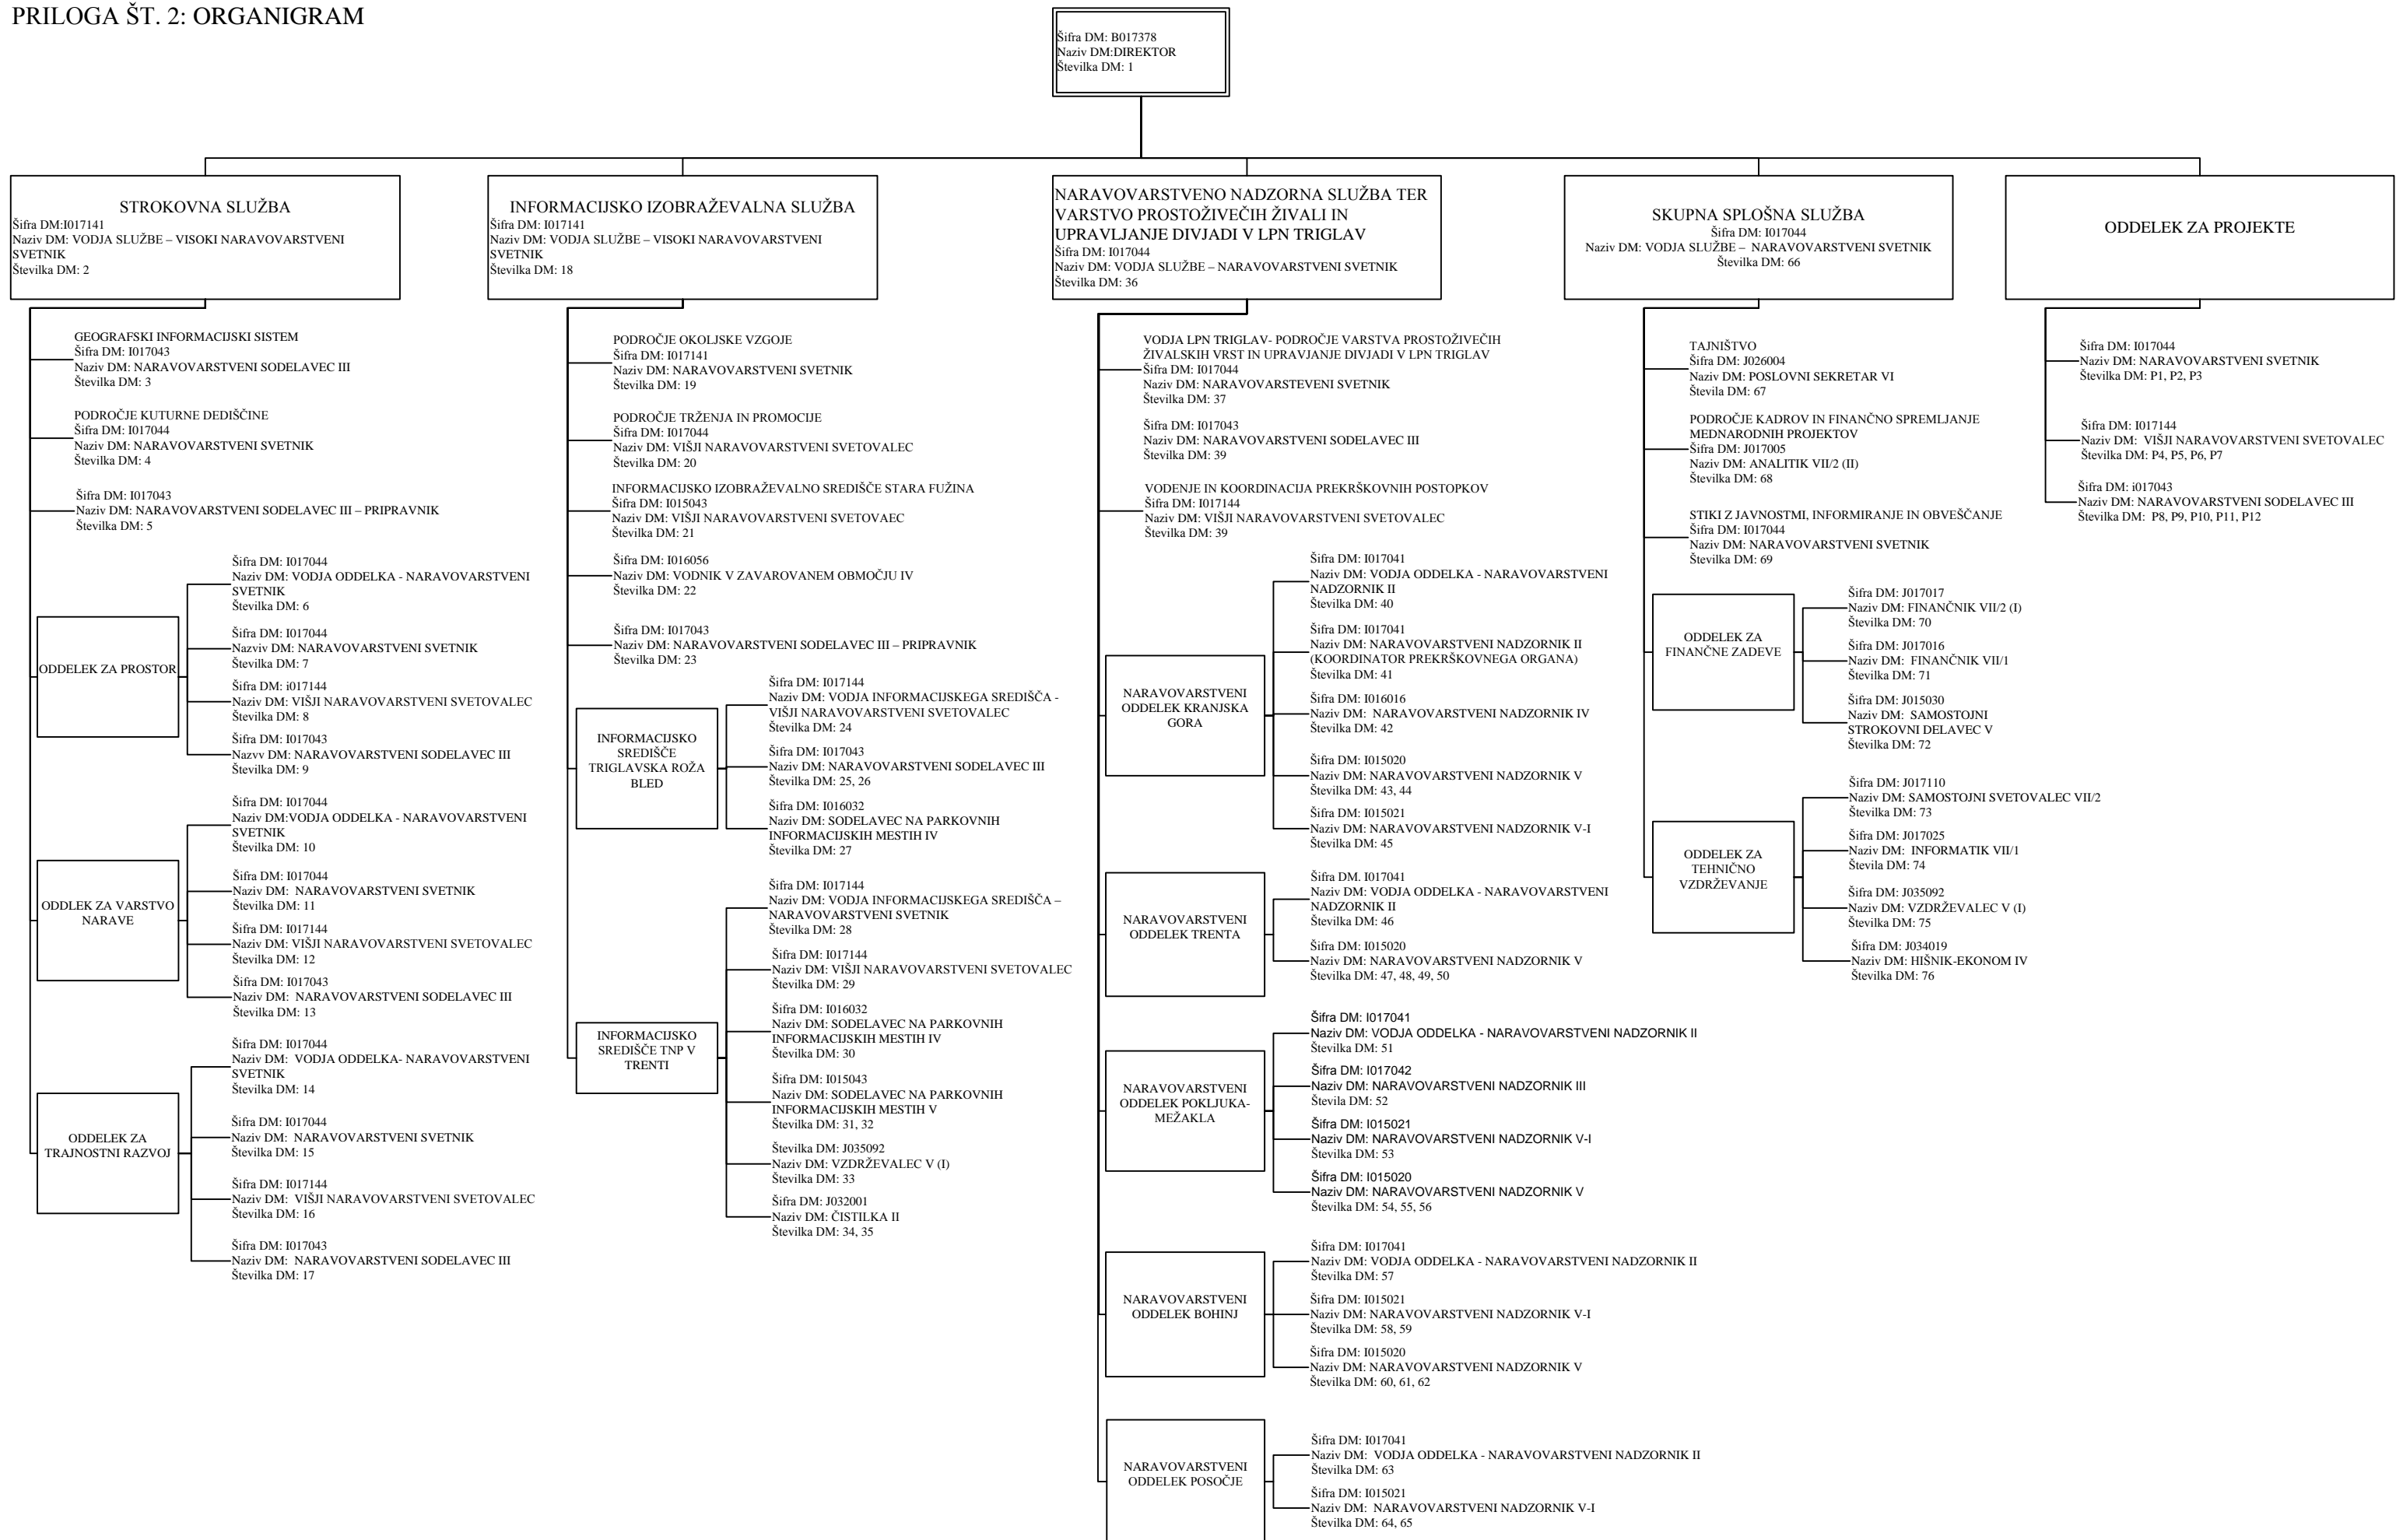 PRILOGA ŠT. 2: ORGANIGRAM
Šifra DM: B017378
Naziv DM:DIREKTOR
Številka DM: 1
STROKOVNA SLUŽBA
Šifra DM:I017141
Naziv DM: VODJA SLUŽBE – VISOKI NARAVOVARSTVENI
SVETNIK
Številka DM: 2
GEOGRAFSKI INFORMACIJSKI SISTEM
Šifra DM: I017043
Naziv DM: NARAVOVARSTVENI SODELAVEC III
Številka DM: 3
PODROČJE KUTURNE DEDIŠČINE
Šifra DM: I017044
Naziv DM: NARAVOVARSTVENI SVETNIK
Številka DM: 4
Šifra DM: I017043
Naziv DM: NARAVOVARSTVENI SODELAVEC III – PRIPRAVNIK
Številka DM: 5
ODDELEK ZA PROSTOR
Šifra DM: I017044
Naziv DM: VODJA ODDELKA - NARAVOVARSTVENI
SVETNIK
Številka DM: 6
Šifra DM: I017044
Nazviv DM: NARAVOVARSTVENI SVETNIK
Številka DM: 7
Šifra DM: i017144
Naziv DM: VIŠJI NARAVOVARSTVENI SVETOVALEC
Številka DM: 8
Šifra DM: I017043
Nazvv DM: NARAVOVARSTVENI SODELAVEC III
Številka DM: 9
ODDLEK ZA VARSTVO
NARAVE
Šifra DM: I017044
Naziv DM:VODJA ODDELKA - NARAVOVARSTVENI
SVETNIK
Številka DM: 10
Šifra DM: I017044
Naziv DM: NARAVOVARSTVENI SVETNIK
Številka DM: 11
Šifra DM: I017144
Naziv DM: VIŠJI NARAVOVARSTVENI SVETOVALEC
Številka DM: 12
Šifra DM: I017043
Naziv DM: NARAVOVARSTVENI SODELAVEC III
Številka DM: 13
ODDELEK ZA
TRAJNOSTNI RAZVOJ
Šifra DM: I017044
Naziv DM: VODJA ODDELKA- NARAVOVARSTVENI
SVETNIK
Številka DM: 14
Šifra DM: I017044
Naziv DM: NARAVOVARSTVENI SVETNIK
Številka DM: 15
Šifra DM: I017144
Naziv DM: VIŠJI NARAVOVARSTVENI SVETOVALEC
Številka DM: 16
Šifra DM: I017043
Naziv DM: NARAVOVARSTVENI SODELAVEC III
Številka DM: 17
INFORMACIJSKO IZOBRAŽEVALNA SLUŽBA
Šifra DM: I017141
Naziv DM: VODJA SLUŽBE – VISOKI NARAVOVARSTVENI
SVETNIK
Številka DM: 18
PODROČJE OKOLJSKE VZGOJE
Šifra DM: I017141
Naziv DM: NARAVOVARSTVENI SVETNIK
Številka DM: 19
PODROČJE TRŽENJA IN PROMOCIJE
Šifra DM: I017044
Naziv DM: VIŠJI NARAVOVARSTVENI SVETOVALEC
Številka DM: 20
INFORMACIJSKO IZOBRAŽEVALNO SREDIŠČE STARA FUŽINA
Šifra DM: I015043
Naziv DM: VIŠJI NARAVOVARSTVENI SVETOVAEC
Številka DM: 21
Šifra DM: I016056
Naziv DM: VODNIK V ZAVAROVANEM OBMOČJU IV
Številka DM: 22
Šifra DM: I017043
Naziv DM: NARAVOVARSTVENI SODELAVEC III – PRIPRAVNIK
Številka DM: 23
INFORMACIJSKO
SREDIŠČE
TRIGLAVSKA ROŽA
BLED
Šifra DM: I017144
Naziv DM: VODJA INFORMACIJSKEGA SREDIŠČA -
VIŠJI NARAVOVARSTVENI SVETOVALEC
Številka DM: 24
Šifra DM: I017043
Naziv DM: NARAVOVARSTVENI SODELAVEC III
Številka DM: 25, 26
Šifra DM: I016032
Naziv DM: SODELAVEC NA PARKOVNIH
INFORMACIJSKIH MESTIH IV
Številka DM: 27
INFORMACIJSKO
SREDIŠČE TNP V
TRENTI
Šifra DM: I017144
Naziv DM: VODJA INFORMACIJSKEGA SREDIŠČA –
NARAVOVARSTVENI SVETNIK
Številka DM: 28
Šifra DM: I017144
Naziv DM: VIŠJI NARAVOVARSTVENI SVETOVALEC
Številka DM: 29
Šifra DM: I016032
Naziv DM: SODELAVEC NA PARKOVNIH
INFORMACIJSKIH MESTIH IV
Številka DM: 30
Šifra DM: I015043
Naziv DM: SODELAVEC NA PARKOVNIH
INFORMACIJSKIH MESTIH V
Številka DM: 31, 32
Številka DM: J035092
Naziv DM: VZDRŽEVALEC V (I)
Številka DM: 33
Šifra DM: J032001
Naziv DM: ČISTILKA II
Številka DM: 34, 35
NARAVOVARSTVENO NADZORNA SLUŽBA TER
VARSTVO PROSTOŽIVEČIH ŽIVALI IN
UPRAVLJANJE DIVJADI V LPN TRIGLAV
Šifra DM: I017044
Naziv DM: VODJA SLUŽBE – NARAVOVARSTVENI SVETNIK
Številka DM: 36
VODJA LPN TRIGLAV- PODROČJE VARSTVA PROSTOŽIVEČIH
ŽIVALSKIH VRST IN UPRAVJANJE DIVJADI V LPN TRIGLAV
Šifra DM: I017044
Naziv DM: NARAVOVARSTEVENI SVETNIK
Številka DM: 37
Šifra DM: I017043
Naziv DM: NARAVOVARSTVENI SODELAVEC III
Številka DM: 39
VODENJE IN KOORDINACIJA PREKRŠKOVNIH POSTOPKOV
Šifra DM: I017144
Naziv DM: VIŠJI NARAVOVARSTVENI SVETOVALEC
Številka DM: 39
NARAVOVARSTVENI
ODDELEK KRANJSKA
GORA
Šifra DM: I017041
Naziv DM: VODJA ODDELKA - NARAVOVARSTVENI
NADZORNIK II
Številka DM: 40
Šifra DM: I017041
Naziv DM: NARAVOVARSTVENI NADZORNIK II
(KOORDINATOR PREKRŠKOVNEGA ORGANA)
Številka DM: 41
Šifra DM: I016016
Naziv DM: NARAVOVARSTVENI NADZORNIK IV
Številka DM: 42
Šifra DM: I015020
Naziv DM: NARAVOVARSTVENI NADZORNIK V
Številka DM: 43, 44
Šifra DM: I015021
Naziv DM: NARAVOVARSTVENI NADZORNIK V-I
Številka DM: 45
NARAVOVARSTVENI
ODDELEK TRENTA
Šifra DM. I017041
Naziv DM: VODJA ODDELKA - NARAVOVARSTVENI
NADZORNIK II
Številka DM: 46
Šifra DM: I015020
Naziv DM: NARAVOVARSTVENI NADZORNIK V
Številka DM: 47, 48, 49, 50
NARAVOVARSTVENI
ODDELEK POKLJUKA-
MEŽAKLA
Šifra DM: I017041
Naziv DM: VODJA ODDELKA - NARAVOVARSTVENI NADZORNIK II
Številka DM: 51
Šifra DM: I017042
Naziv DM: NARAVOVARSTVENI NADZORNIK III
Števila DM: 52
Šifra DM: I015021
Naziv DM: NARAVOVARSTVENI NADZORNIK V-I
Številka DM: 53
Šifra DM: I015020
Naziv DM: NARAVOVARSTVENI NADZORNIK V
Številka DM: 54, 55, 56
NARAVOVARSTVENI
ODDELEK BOHINJ
Šifra DM: I017041
Naziv DM: VODJA ODDELKA - NARAVOVARSTVENI NADZORNIK II
Številka DM: 57
Šifra DM: I015021
Naziv DM: NARAVOVARSTVENI NADZORNIK V-I
Številka DM: 58, 59
Šifra DM: I015020
Naziv DM: NARAVOVARSTVENI NADZORNIK V
Številka DM: 60, 61, 62
NARAVOVARSTVENI
ODDELEK POSOČJE
Šifra DM: I017041
Naziv DM: VODJA ODDELKA - NARAVOVARSTVENI NADZORNIK II
Številka DM: 63
Šifra DM: I015021
Naziv DM: NARAVOVARSTVENI NADZORNIK V-I
Številka DM: 64, 65
SKUPNA SPLOŠNA SLUŽBA
Šifra DM: I017044
Naziv DM: VODJA SLUŽBE – NARAVOVARSTVENI SVETNIK
Številka DM: 66
TAJNIŠTVO
Šifra DM: J026004
Naziv DM: POSLOVNI SEKRETAR VI
Števila DM: 67
PODROČJE KADROV IN FINANČNO SPREMLJANJE
MEDNARODNIH PROJEKTOV
Šifra DM: J017005
Naziv DM: ANALITIK VII/2 (II)
Številka DM: 68
STIKI Z JAVNOSTMI, INFORMIRANJE IN OBVEŠČANJE
Šifra DM: I017044
Naziv DM: NARAVOVARSTVENI SVETNIK
Številka DM: 69
ODDELEK ZA
FINANČNE ZADEVE
Šifra DM: J017017
Naziv DM: FINANČNIK VII/2 (I)
Številka DM: 70
Šifra DM: J017016
Naziv DM: FINANČNIK VII/1
Številka DM: 71
Šifra DM: J015030
Naziv DM: SAMOSTOJNI
STROKOVNI DELAVEC V
Številka DM: 72
ODDELEK ZA
TEHNIČNO
VZDRŽEVANJE
Šifra DM: J017110
Naziv DM: SAMOSTOJNI SVETOVALEC VII/2
Številka DM: 73
Šifra DM: J017025
Naziv DM: INFORMATIK VII/1
Števila DM: 74
Šifra DM: J035092
Naziv DM: VZDRŽEVALEC V (I)
Številka DM: 75
Šifra DM: J034019
Naziv DM: HIŠNIK-EKONOM IV
Številka DM: 76
ODDELEK ZA PROJEKTE
Šifra DM: I017044
Naziv DM: NARAVOVARSTVENI SVETNIK
Številka DM: P1, P2, P3
Šifra DM: I017144
Naziv DM: VIŠJI NARAVOVARSTVENI SVETOVALEC
Številka DM: P4, P5, P6, P7
Šifra DM: i017043
Naziv DM: NARAVOVARSTVENI SODELAVEC III
Številka DM: P8, P9, P10, P11, P12